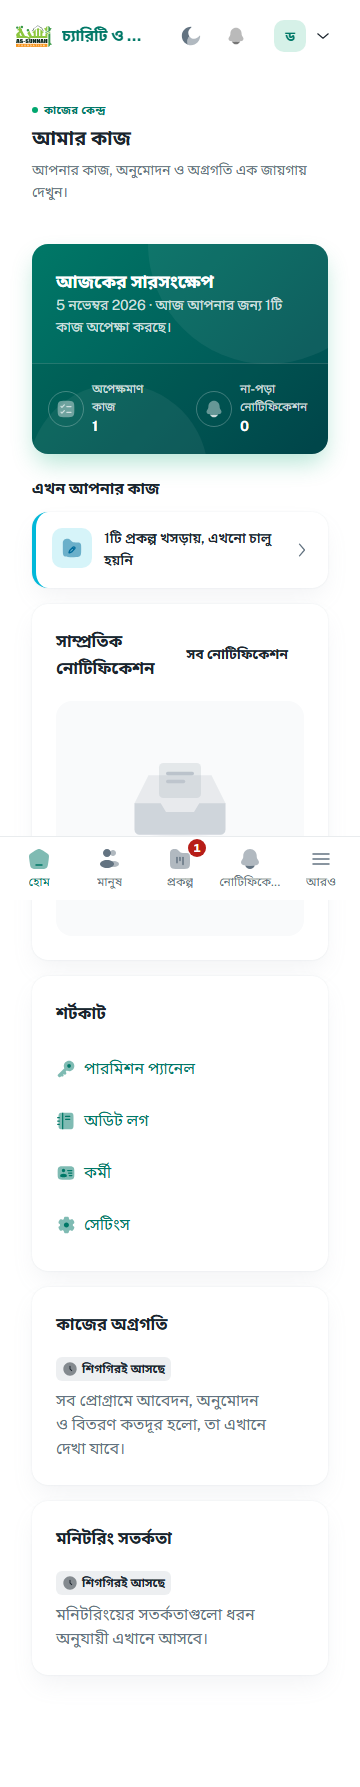 AS-SUNNAH
চ্যারিটি ও ...
ড
কাজের কেন্দ্র
আমার কাজ
আপনার কাজ, অনুমোদন ও অগ্রগতি এক জায়গায়
দেখুন।
আজকের সারসংক্ষেপ
5 নভেম্বর 2026 · আজ আপনার জন্য 1টি
কাজ অপেক্ষা করছে।
অপেক্ষমাণ
কাজ
1
না-পড়া
নোটিফিকেশন
0
এখন আপনার কাজ
1টি প্রকল্প খসড়ায়, এখনো চালু
হয়নি
সাম্প্রতিক
নোটিফিকেশন
সব নোটিফিকেশন
1
হোম
মানুষ
প্রকল্প
নোটিফিকে...
আরও
শর্টকাট
পারমিশন প্যানেল
অডিট লগ
কর্মী
সেটিংস
কাজের অগ্রগতি
শিগগিরই আসছে
সব প্রোগ্রামে আবেদন, অনুমোদন
ও বিতরণ কতদূর হলো, তা এখানে
দেখা যাবে।
মনিটরিং সতর্কতা
শিগগিরই আসছে
মনিটরিংয়ের সতর্কতাগুলো ধরন
অনুযায়ী এখানে আসবে।